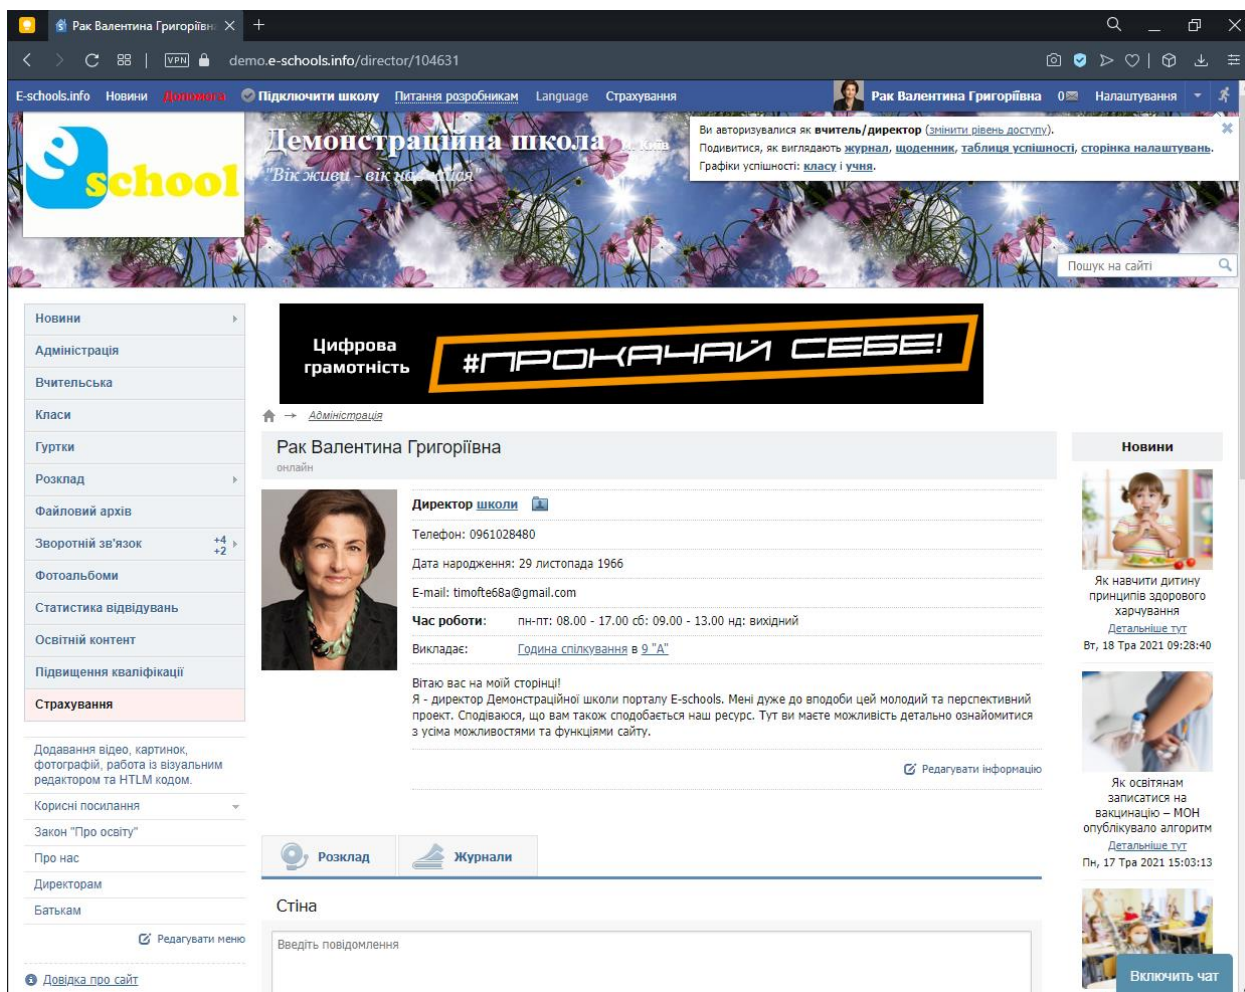 Рак Валентина Григорівн
VPN
demo.e-schools.info/director/104631
E-schools.info Новини Допомога Підключити школу Питання розробникам Language Страхування
Рак Валентина Григоріївна 0 Налаштування
e
school
Демонстраційна школа м. Київ
"Вік живи - вік навчайся"
Ви авторизувалися як вчитель/директор (змінити рівень доступу).
Подивитися, як виглядають журнал, щоденник, таблиця успішності, сторінка налаштувань.
Графіки успішності: класу і учня.
Пошук на сайті
Новини
Адміністрація
Вчительська
Класи
Гуртки
Розклад
Файловий архів
Зворотній зв'язок +4
+2
Фотоальбоми
Статистика відвідувань
Освітній контент
Підвищення кваліфікації
Страхування
Додавання відео, картинок,
фотографій, работа із візуальним
редактором та HTLM кодом.
Корисні посилання
Закон "Про освіту"
Про нас
Директорам
Батькам
Редагувати меню
Довідка про сайт
Цифрова
грамотність
#ПРОКАЧАЙ СЕБЕ!
→ Адміністрація
Рак Валентина Григоріївна
онлайн
Директор школи
Телефон: 0961028480
Дата народження: 29 листопада 1966
E-mail: timofte68a@gmail.com
Час роботи: пн-пт: 08.00 - 17.00 сб: 09.00 - 13.00 нд: вихідний
Викладає: Година спілкування в 9 "А"
Вітаю вас на моїй сторінці!
Я - директор Демонстраційної школи порталу E-schools. Мені дуже до вподоби цей молодий та перспективний
проект. Сподіваюся, що вам також сподобається наш ресурс. Тут ви маєте можливість детально ознайомитися
з усіма можливостями та функціями сайту.
Редагувати інформацію
Розклад
Журнали
Стіна
Введіть повідомлення
Новини
Як навчити дитину
принципів здорового
харчування
Детальніше тут
Вт, 18 Тра 2021 09:28:40
Як освітянам
записатися на
вакцинацію – МОН
опублікувало алгоритм
Детальніше тут
Пн, 17 Тра 2021 15:03:13
Включить чат